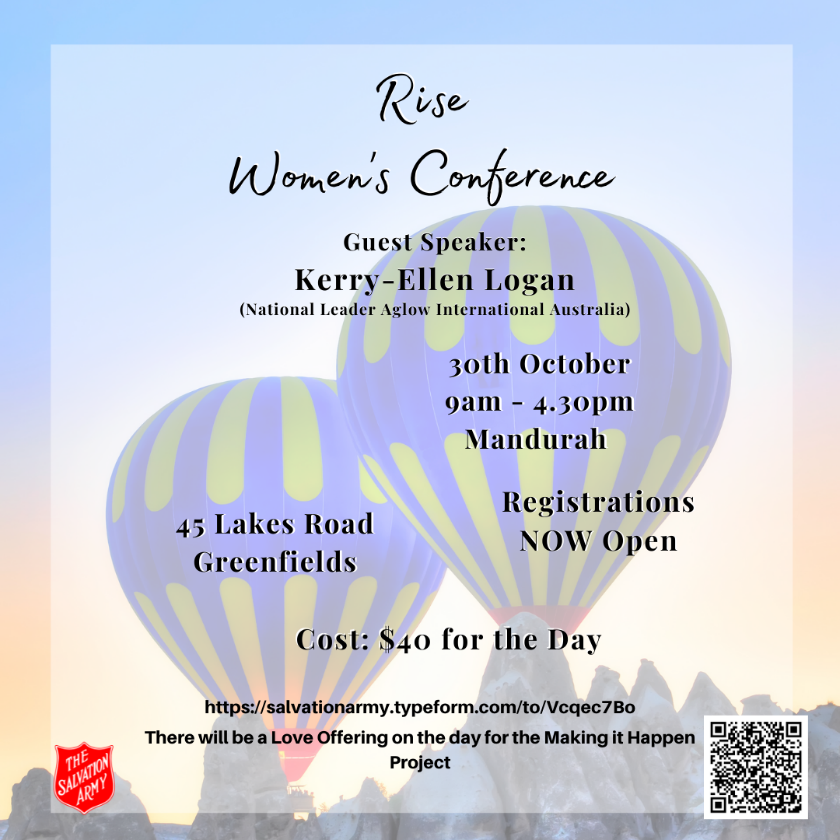 Rise
Women's Conference
Guest Speaker:
Kerry-Ellen Logan
(National Leader Aglow International Australia)
30th October
9am - 4.30pm
Mandurah
Registrations
NOW Open
45 Lakes Road
Greenfields
Cost: $40 for the Day
https://salvationarmy.typeform.com/to/Vcqec7Bo
There will be a Love Offering on the day for the Making it Happen
Project
THE
SALVATION
ARMY